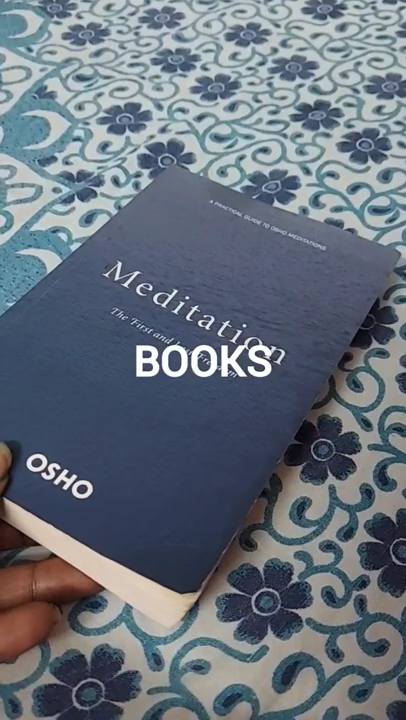 A PRACTICAL GUIDE TO OSHO MEDITATIONS
Meditation
The First and Last Freedom
BOOKS
OSHO